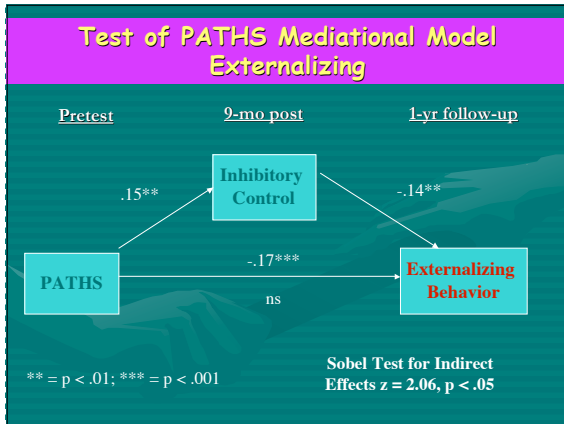 Test of PATHS Mediational Model
Externalizing
Pretest
9-mo post
1-yr follow-up
Inhibitory
Control
.15**
-.14**
-.17***
PATHS
Externalizing
Behavior
ns
** = p < .01; *** = p < .001
Sobel Test for Indirect
Effects z = 2.06, p < .05